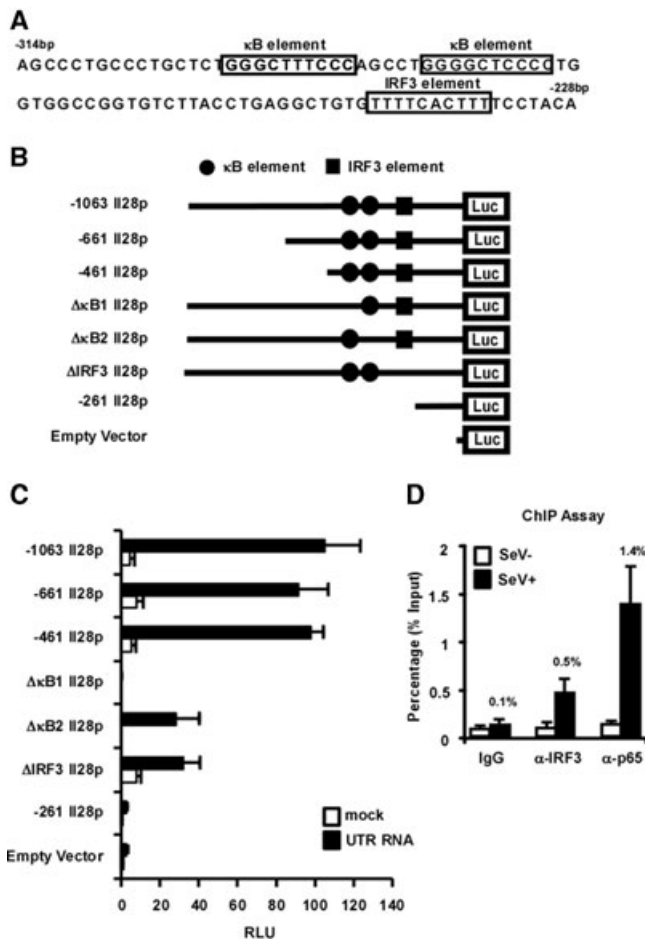 A
-314bp
κB element κB element
AGCCCTGCCCTGCTCTGGGCTTTCCCAGCCTGGGGCTCCCCTG
IRF3 element
-228bp
GTGGCCGGTGTCTTACCTGAGGCTGTGTTTTCACTTTTCCTACA
B
κB element IRF3 element
-1063 Il28p Luc
-661 Il28p Luc
-461 Il28p Luc
ΔκB1 Il28p Luc
ΔκB2 Il28p Luc
ΔIRF3 Il28p Luc
-261 Il28p Luc
Empty Vector Luc
C
-1063 Il28p
-661 Il28p
-461 Il28p
ΔκB1 Il28p
ΔκB2 Il28p
ΔIRF3 Il28p
-261 Il28p
Empty Vector
mock
UTR RNA
0 20 40 60 80 100 120 140
RLU
D
ChIP Assay
SeV-
SeV+
Percentage (% Input)
2
1.5
1
0.5
0
0.1%
0.5%
1.4%
IgG α-IRF3 α-p65